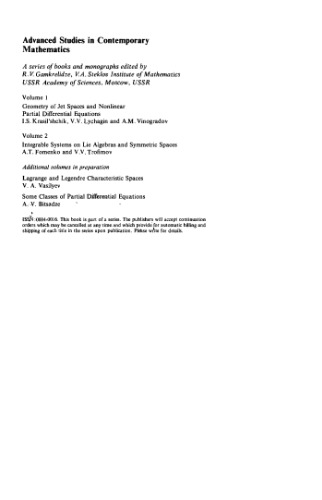 Advanced Studies in Contemporary
Mathematics
A series of books and monographs edited by
R.V. Gamkrelidze, V.A. Steklov Institute of Mathematics
USSR Academy of Sciences, Moscow, USSR
Volume 1
Geometry of Jet Spaces and Nonlinear
Partial Differential Equations
I.S. Krasil'shchik, V.V. Lychagin and A.M. Vinogradov
Volume 2
Integrable Systems on Lie Algebras and Symmetric Spaces
A.T. Fomenko and V.V. Trofimov
Additional volumes in preparation
Lagrange and Legendre Characteristic Spaces
V. A. Vasilyev
Some Classes of Partial Differential Equations
A. V. Bitsadze
This book is part of a series. The publishers will accept continuation
orders which may be cancelled at any time and which provide for automatic billing and
shipping of each title in the series upon publication. Please write for details.